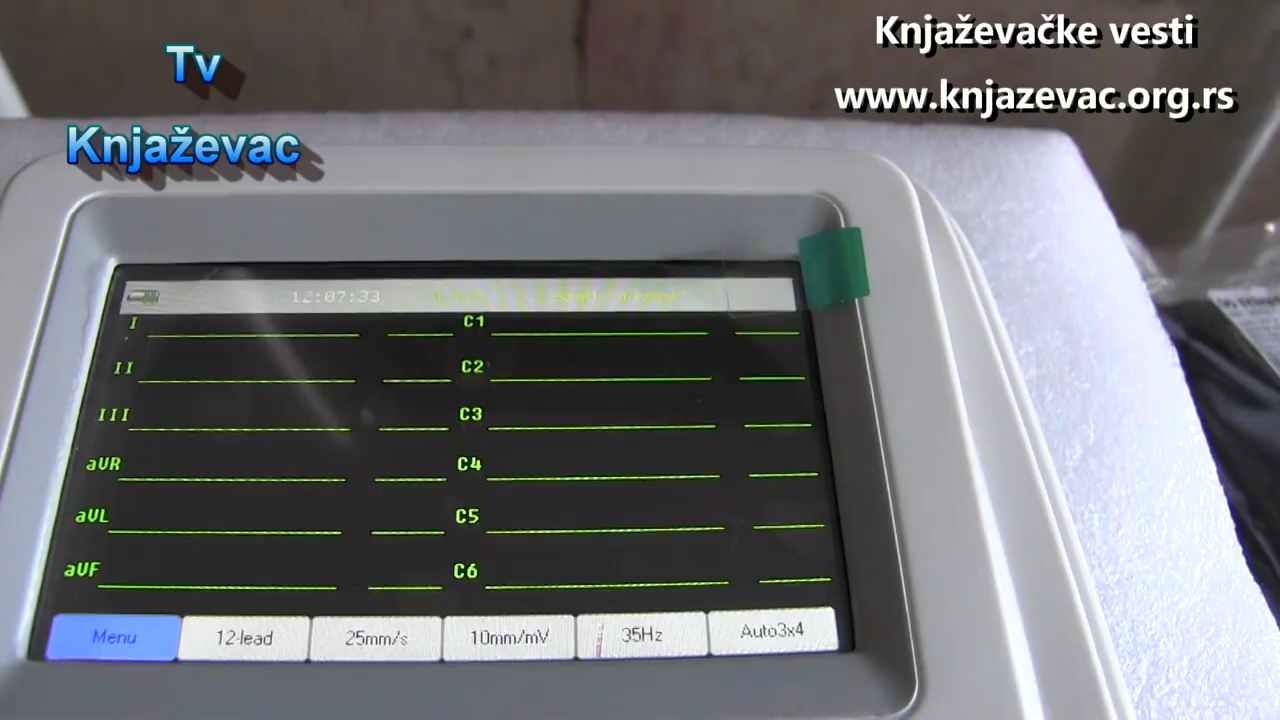 Tv
Knjaževac
Knjaževačke vesti
www.knjazevac.org.rs
12:07:33
I
C1
II
C2
III
C3
aVR
C4
aVL
C5
aVF
C6
Menu
12-lead
25mm/s
10mm/mV
35Hz
Auto3x4